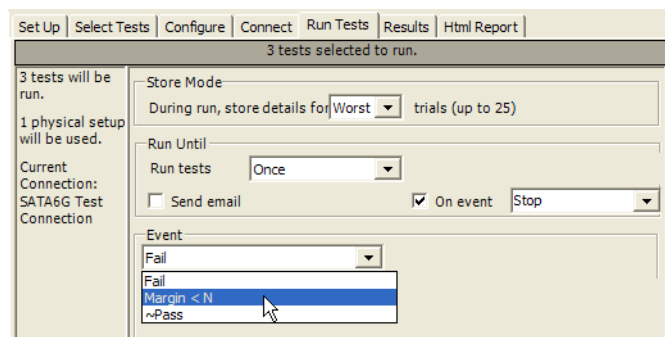 Set Up Select Tests Configure Connect Run Tests Results Html Report
3 tests selected to run.
3 tests will be
run.
1 physical setup
will be used.
Current
Connection:
SATA6G Test
Connection
Store Mode
During run, store details for Worst trials (up to 25)
Run Until
Run tests Once
Send email On event Stop
Event
Fail
Fail
Margin < N
~Pass